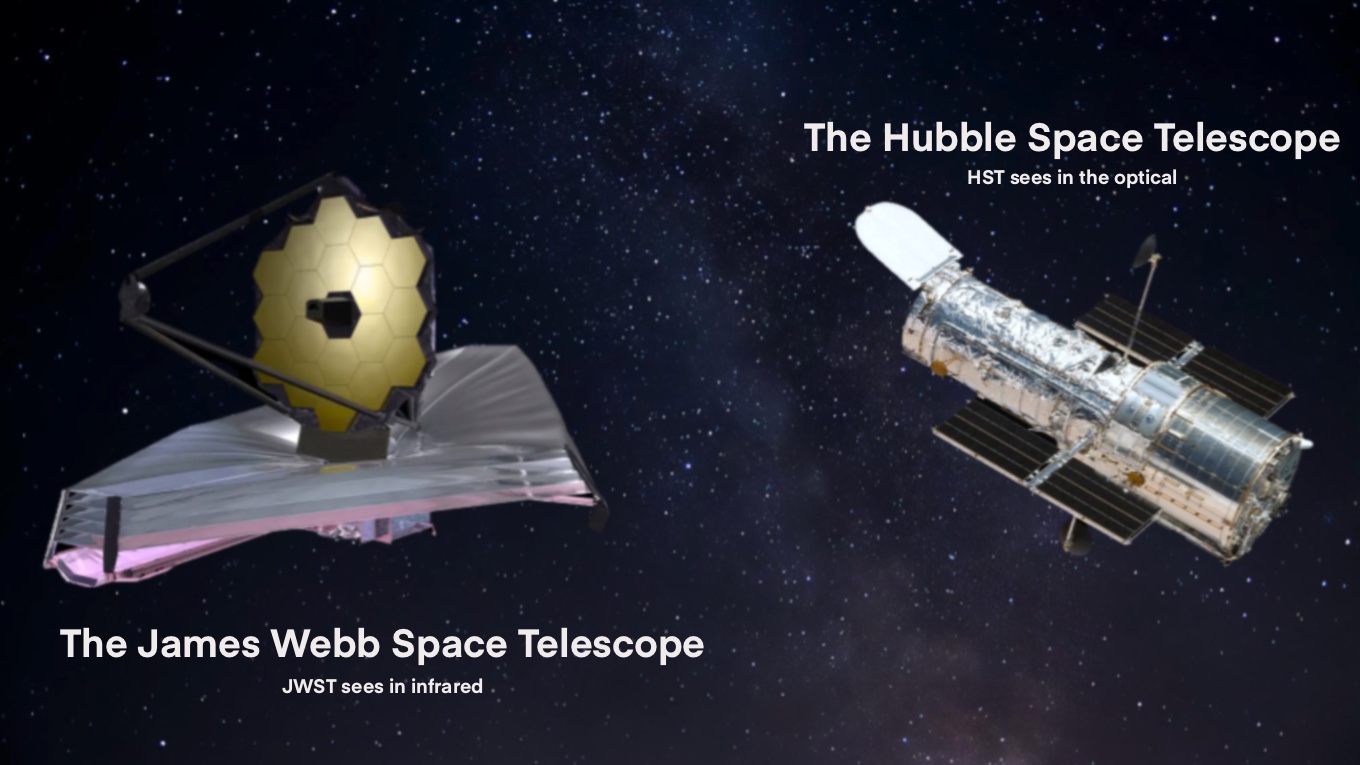 The Hubble Space Telescope
HST sees in the optical
The James Webb Space Telescope
JWST sees in infrared